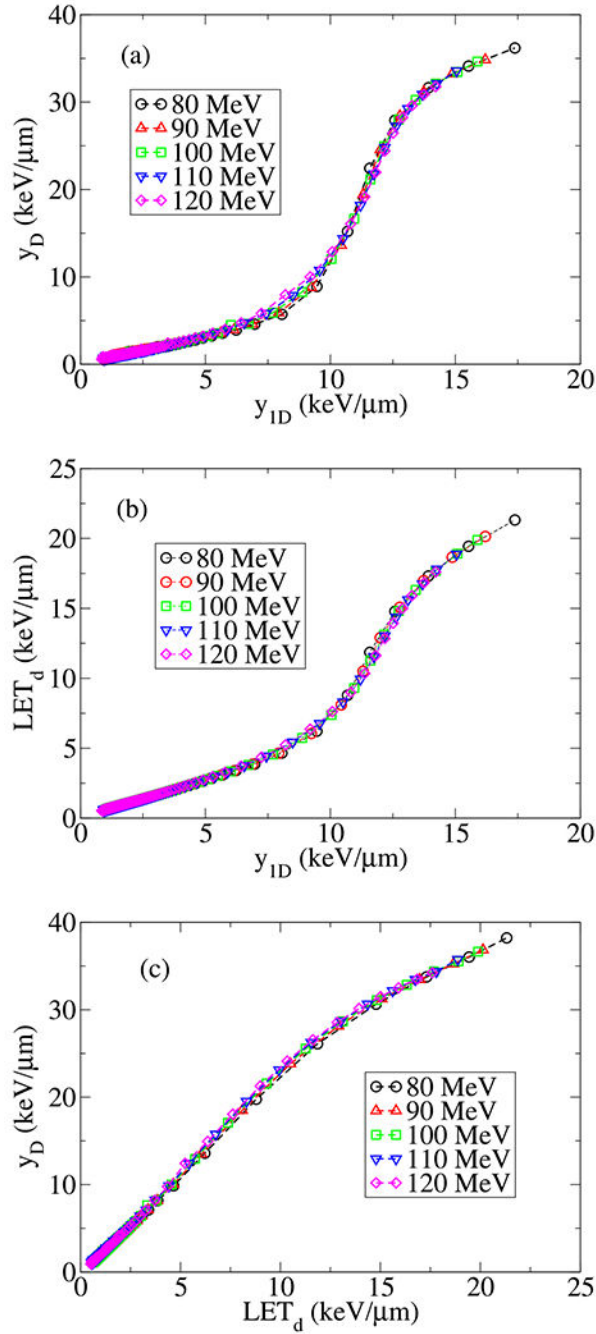 40
(a)
30
80 MeV
90 MeV
100 MeV
110 MeV
120 MeV
20
10
0
y_D (keV/μm)
5 10 15 20
y_1D (keV/μm)
25
(b)
20
80 MeV
90 MeV
100 MeV
110 MeV
120 MeV
15
10
5
0
LET_d (keV/μm)
5 10 15 20
y_1D (keV/μm)
40
(c)
30
20
80 MeV
90 MeV
100 MeV
110 MeV
120 MeV
10
0
y_D (keV/μm)
0 5 10 15 20 25
LET_d (keV/μm)